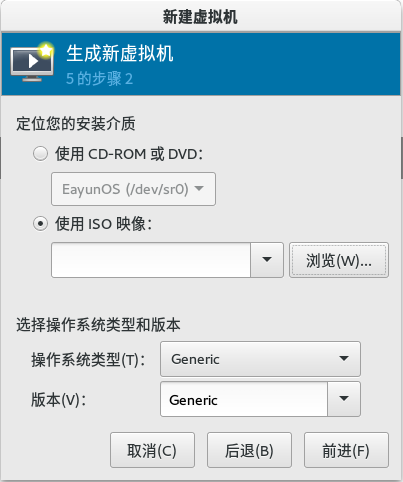 新建虚拟机
生成新虚拟机
5 的步骤 2
定位您的安装介质
使用 CD-ROM 或 DVD：
EayunOS (/dev/sr0)
使用 ISO 映像：
浏览(W)...
选择操作系统类型和版本
操作系统类型(T)： Generic
版本(V)： Generic
取消(C) 后退(B) 前进(F)